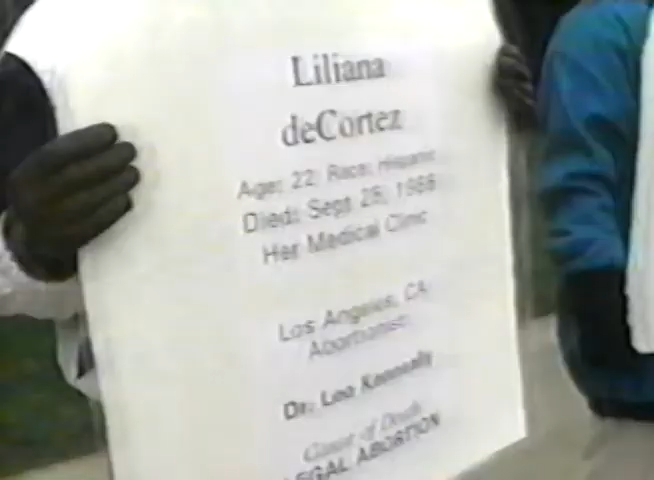 Liliana
deCortez
Age: 22 Race: Hispanic
Died: Sept 25, 1986
Her Medical Clinic
Los Angeles, CA
Abortionist:
Dr. Leo Kennally
Cause of Death
LEGAL ABORTION